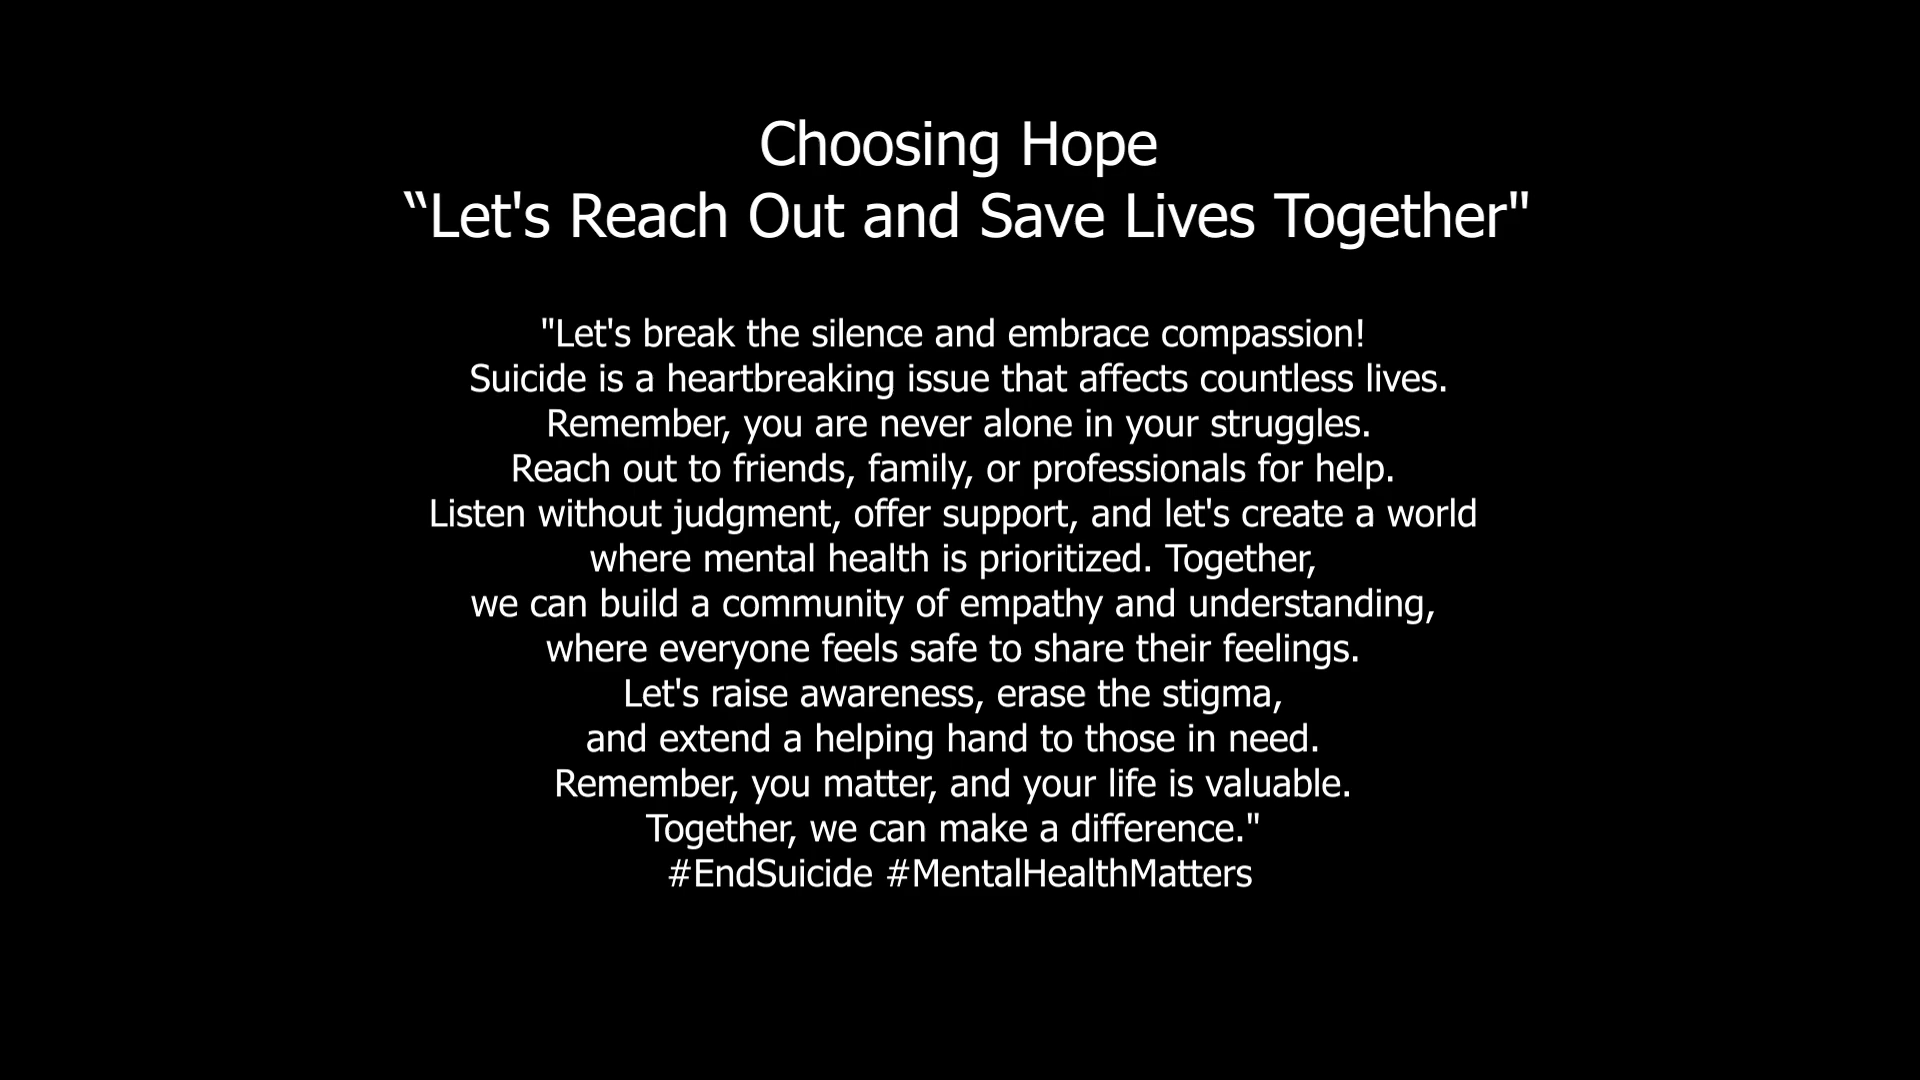 Choosing Hope
“Let's Reach Out and Save Lives Together"
"Let's break the silence and embrace compassion!
Suicide is a heartbreaking issue that affects countless lives.
Remember, you are never alone in your struggles.
Reach out to friends, family, or professionals for help.
Listen without judgment, offer support, and let's create a world
where mental health is prioritized. Together,
we can build a community of empathy and understanding,
where everyone feels safe to share their feelings.
Let's raise awareness, erase the stigma,
and extend a helping hand to those in need.
Remember, you matter, and your life is valuable.
Together, we can make a difference."
#EndSuicide #MentalHealthMatters